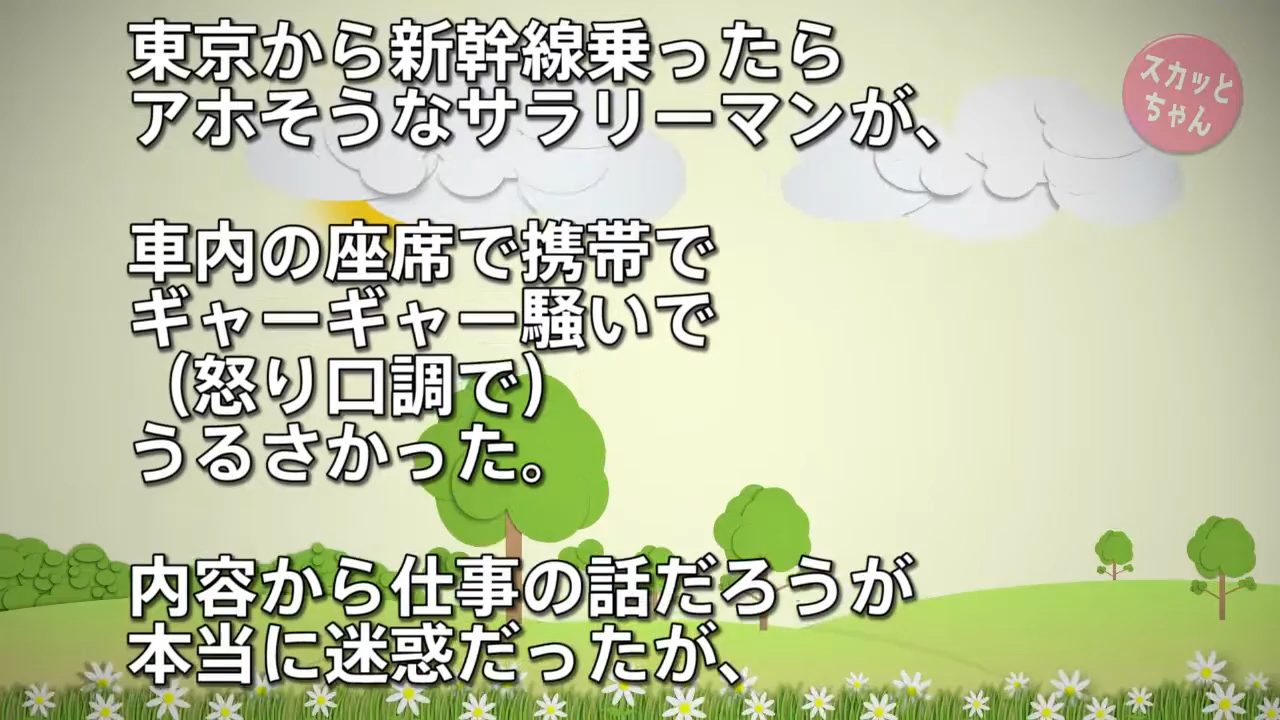 東京から新幹線乗ったら
アホそうなサラリーマンが、
車内の座席で携帯で
ギャーギャー騒いで
（怒り口調で）
うるさかった。
内容から仕事の話だろうが
本当に迷惑だったが、
スカッと
ちゃん